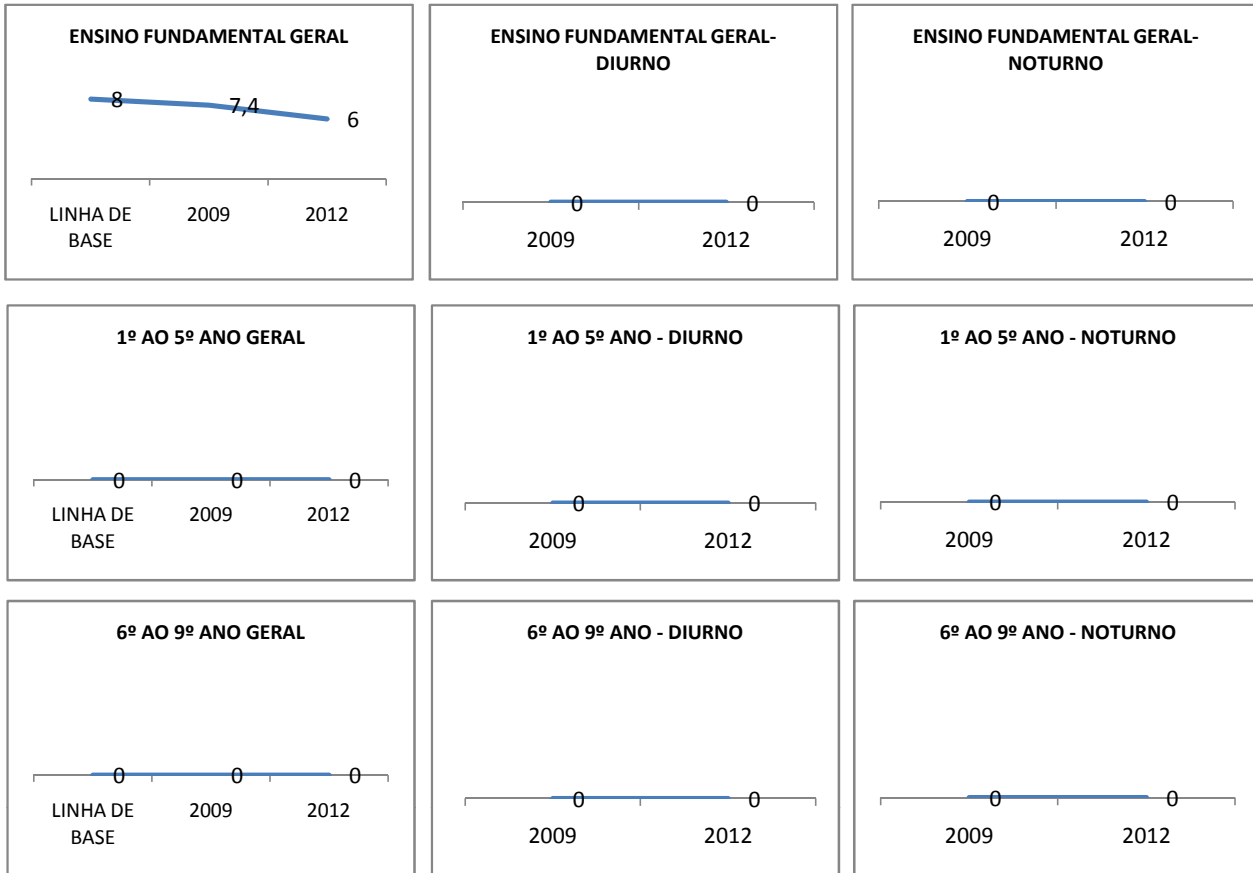 ENSINO FUNDAMENTAL GERAL
8
7,4
6
LINHA DE
BASE
2009
2012
ENSINO FUNDAMENTAL GERAL-
DIURNO
0
0
2009
2012
ENSINO FUNDAMENTAL GERAL-
NOTURNO
0
0
2009
2012
1º AO 5º ANO GERAL
0
0
0
LINHA DE
BASE
2009
2012
1º AO 5º ANO - DIURNO
0
0
2009
2012
1º AO 5º ANO - NOTURNO
0
0
2009
2012
6º AO 9º ANO GERAL
0
0
0
LINHA DE
BASE
2009
2012
6º AO 9º ANO - DIURNO
0
0
2009
2012
6º AO 9º ANO - NOTURNO
0
0
2009
2012